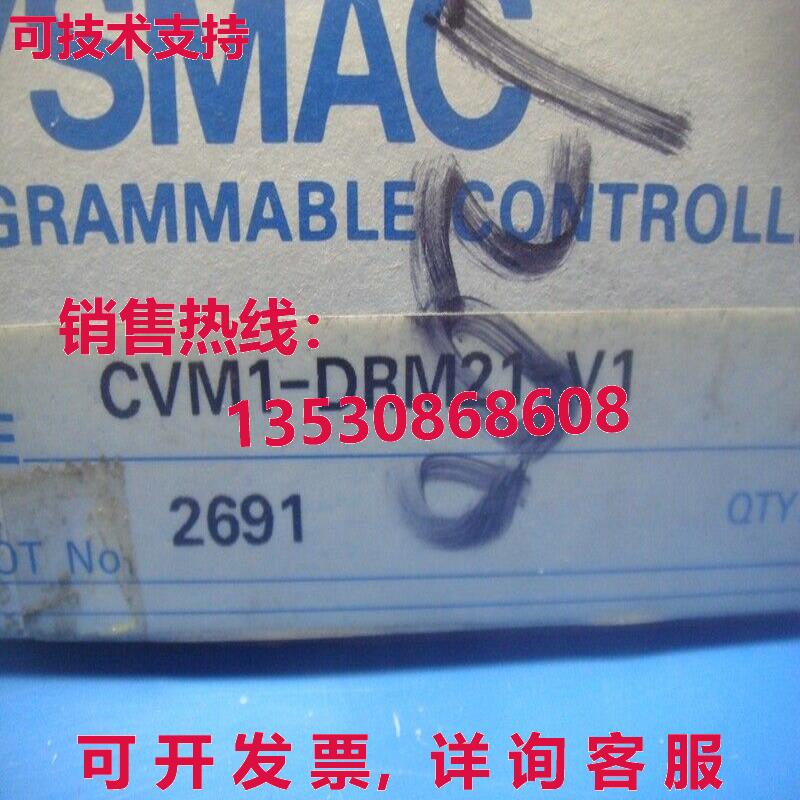 可技术支持
YSMAC
GRAMMABLE CONTROLL
销售热线：
CVM1-DRM21-V1
13530868608
E
2691
QTY
OT No
可开发票, 详询客服